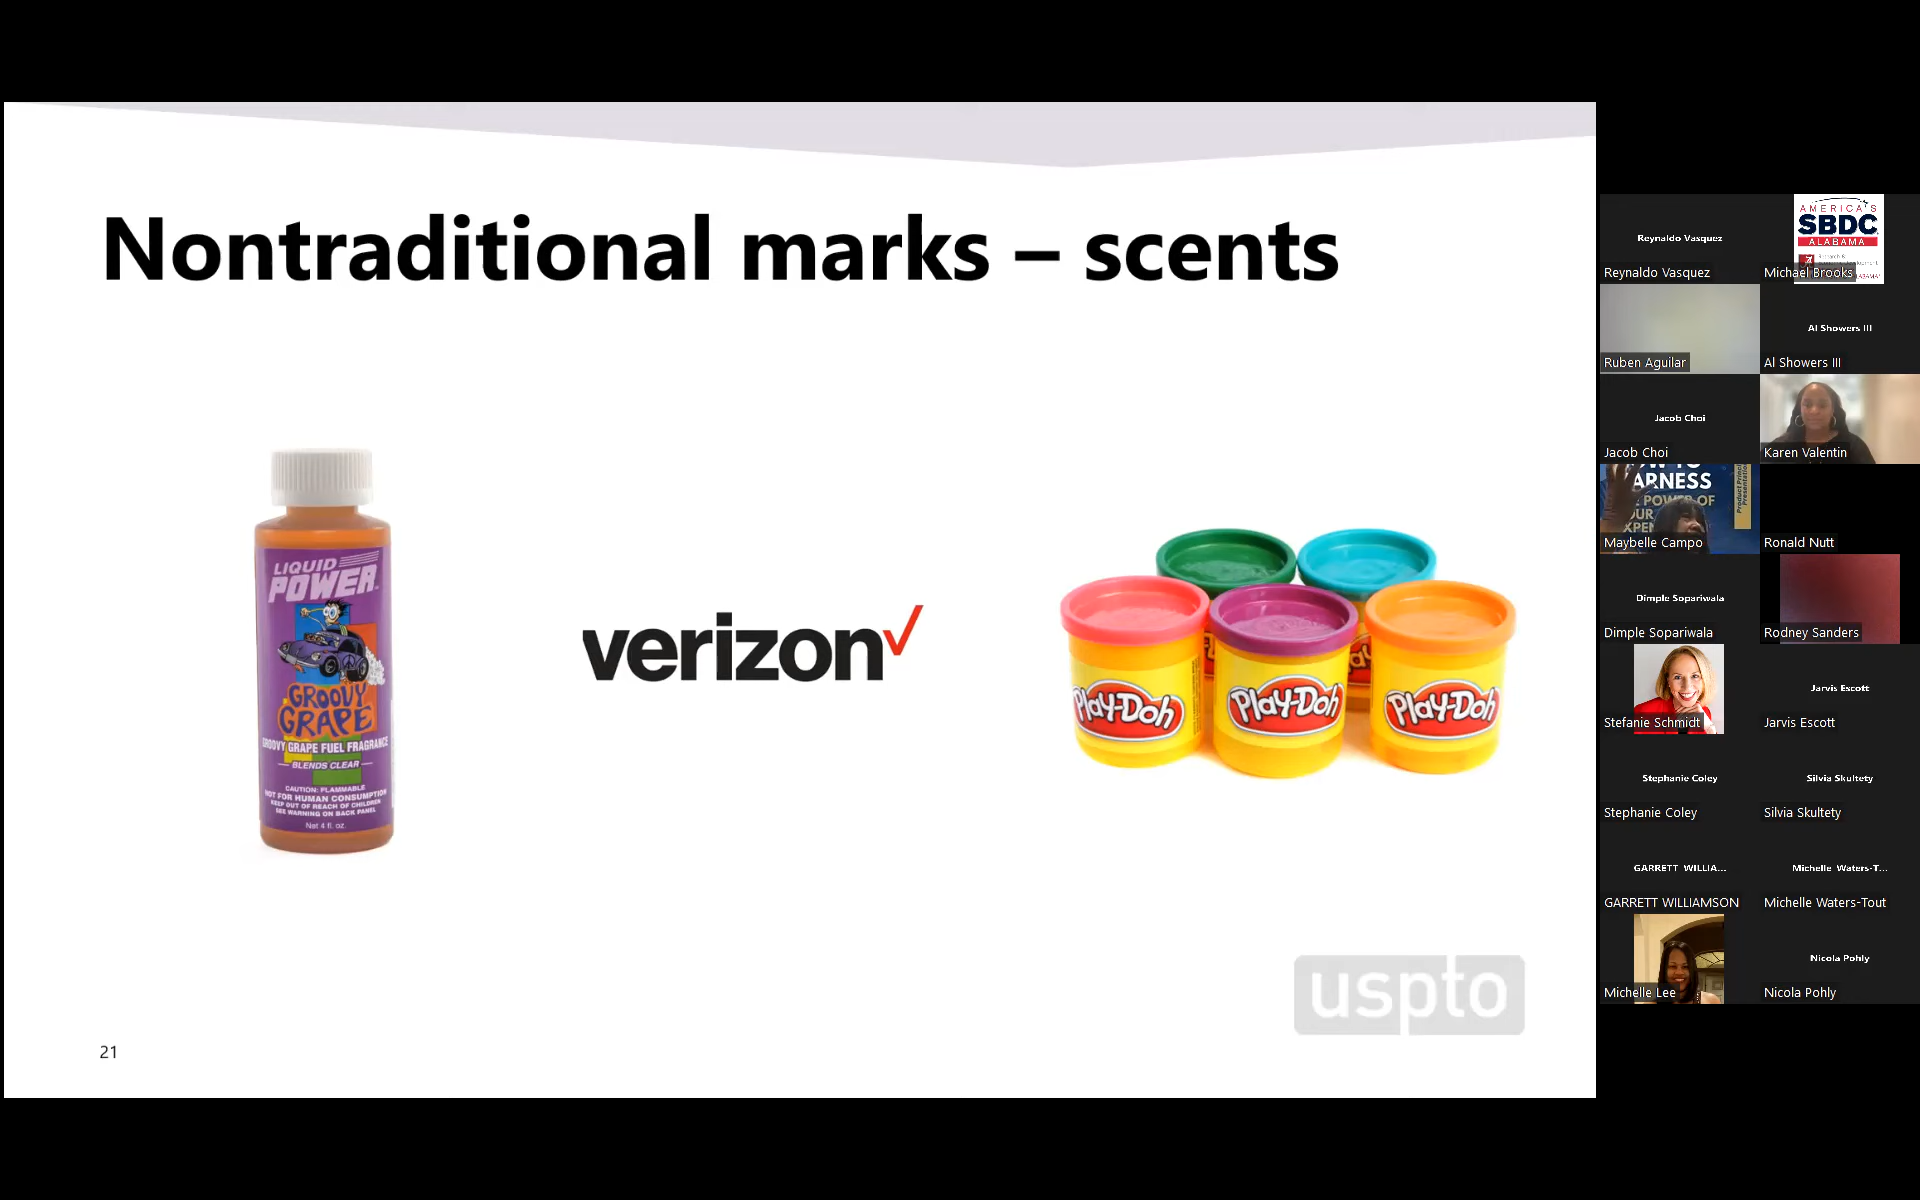 Nontraditional marks – scents
LIQUID
POWER
GROOVY
GRAPE
GROOVY GRAPE FUEL FRAGRANCE
BLENDS CLEAR
CAUTION: FLAMMABLE
NOT FOR HUMAN CONSUMPTION
KEEP OUT OF REACH OF CHILDREN
SEE WARNING ON BACK PANEL
Net 4 fl. oz.
verizon
Play-Doh
Play-Doh
Play-Doh
uspto
21
Reynaldo Vasquez
Reynaldo Vasquez
AMERICA'S
SBDC
ALABAMA
Michael Brooks
Ruben Aguilar
Al Showers III
Al Showers III
Jacob Choi
Jacob Choi
Karen Valentin
POWER OF
Maybelle Campo
Ronald Nutt
Dimple Sopariwala
Dimple Sopariwala
Rodney Sanders
Stefanie Schmidt
Jarvis Escott
Jarvis Escott
Stephanie Coley
Stephanie Coley
Silvia Skultety
Silvia Skultety
GARRETT WILLIA...
GARRETT WILLIAMSON
Michelle Waters-T...
Michelle Waters-Tout
Michelle Lee
Nicola Pohly
Nicola Pohly